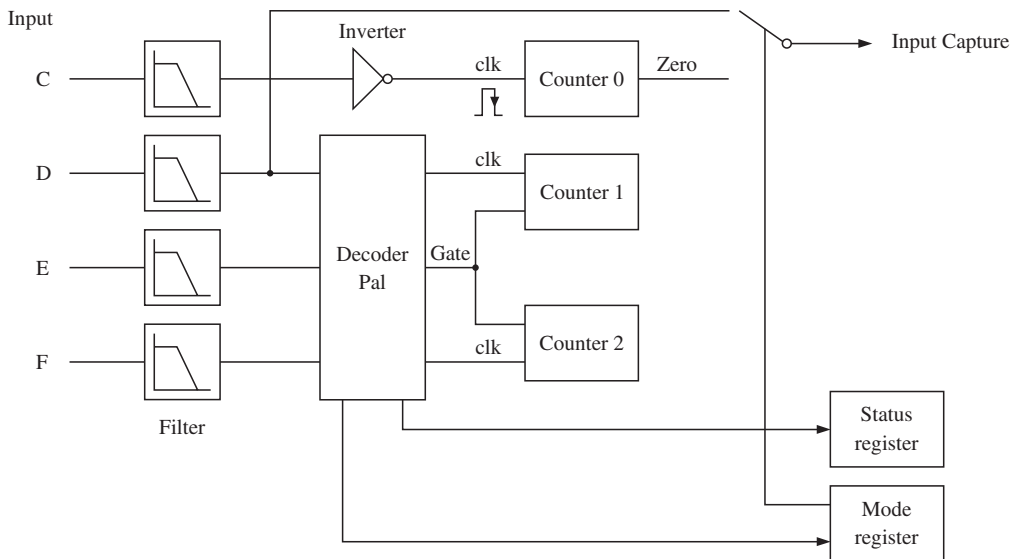 Input
Inverter
Input Capture
C
clk
Counter 0
Zero
D
clk
Counter 1
E
Decoder
Pal
Gate
F
clk
Counter 2
Filter
Status
register
Mode
register